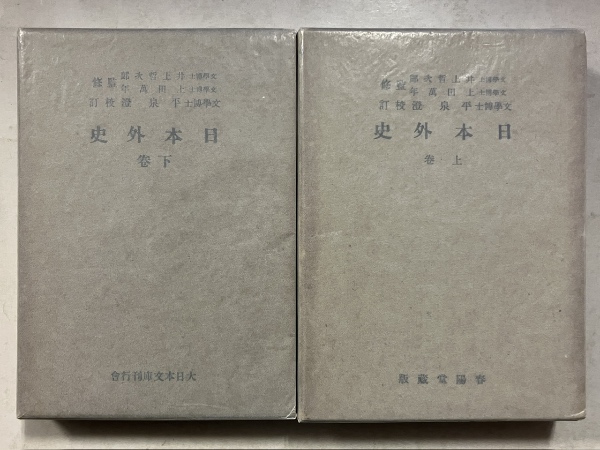 文學博士井上哲次郎
文學博士上田萬年
監修
文學博士平泉澄校訂
日本外史
上卷
春陽堂藏版
文學博士井上哲次郎
文學博士上田萬年
監修
文學博士平泉澄校訂
日本外史
下卷
大日本文庫刊行會